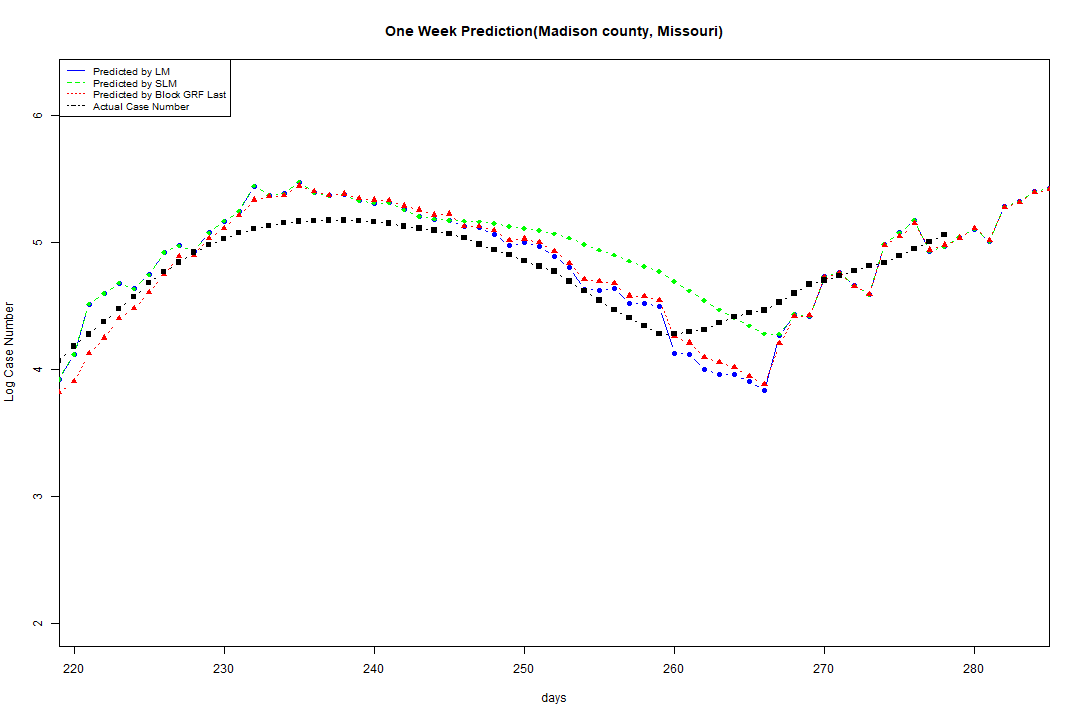 One Week Prediction(Madison county, Missouri)
Predicted by LM
Predicted by SLM
Predicted by Block GRF Last
Actual Case Number
6
5
4
3
2
Log Case Number
220 230 240 250 260 270 280
days